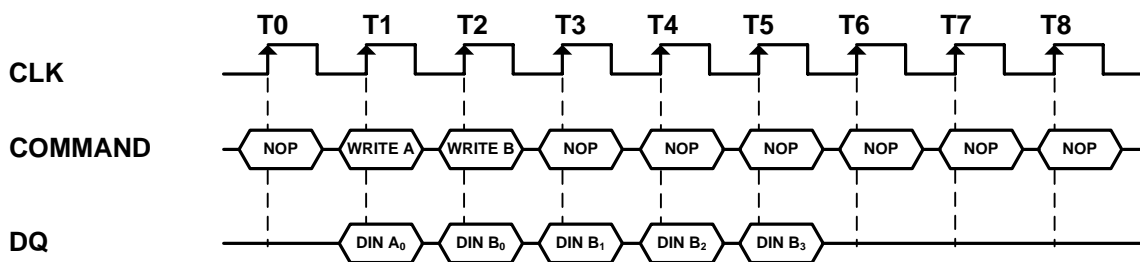 T0 T1 T2 T3 T4 T5 T6 T7 T8
CLK
COMMAND NOP WRITE A WRITE B NOP NOP NOP NOP NOP NOP
DQ DIN A₀ DIN B₀ DIN B₁ DIN B₂ DIN B₃